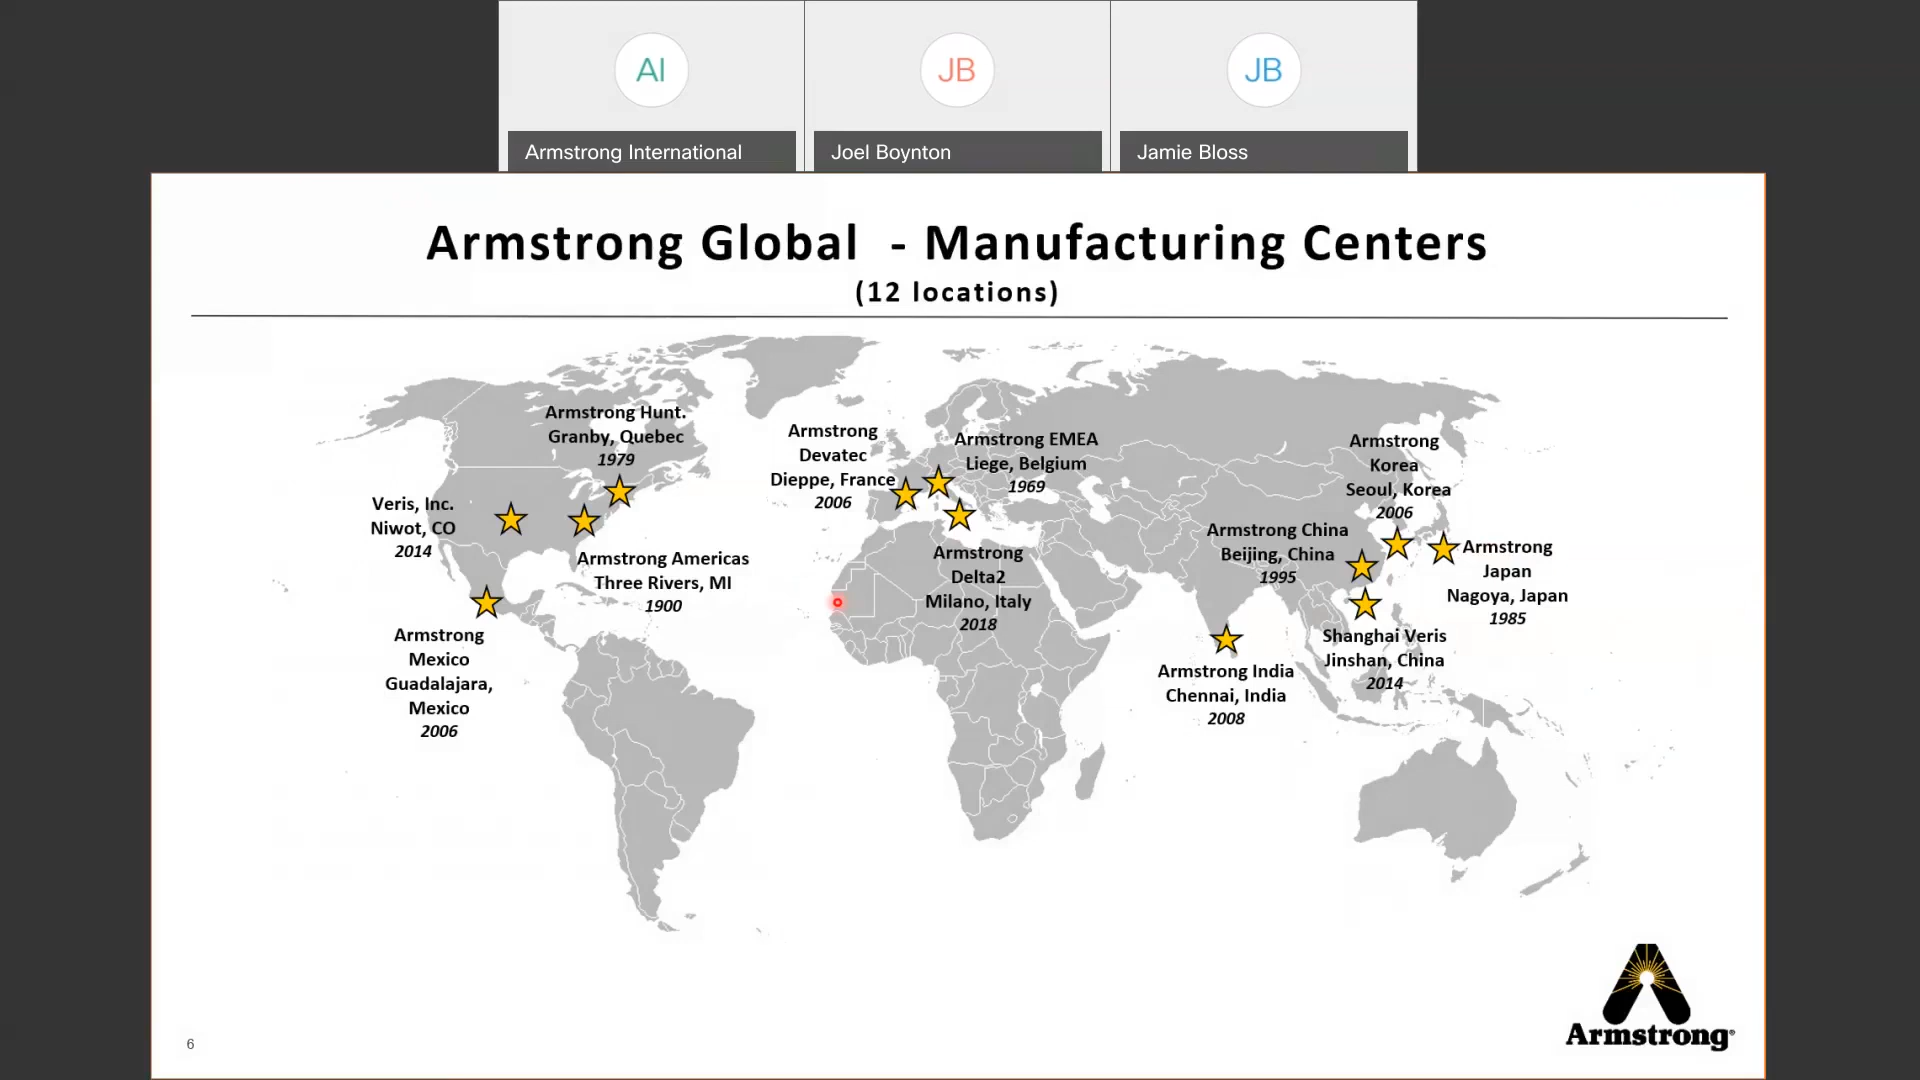 AI
JB
JB
Armstrong International
Joel Boynton
Jamie Bloss
Armstrong Global - Manufacturing Centers
(12 locations)
Armstrong Hunt.
Granby, Quebec
1979
Veris, Inc.
Niwot, CO
2014
Armstrong Americas
Three Rivers, MI
1900
Armstrong
Mexico
Guadalajara,
Mexico
2006
Armstrong
Devatec
Dieppe, France
2006
Armstrong EMEA
Liege, Belgium
1969
Armstrong
Delta2
Milano, Italy
2018
Armstrong
Korea
Seoul, Korea
2006
Armstrong China
Beijing, China
1995
Armstrong
Japan
Nagoya, Japan
1985
Shanghai Veris
Jinshan, China
2014
Armstrong India
Chennai, India
2008
6
Armstrong®